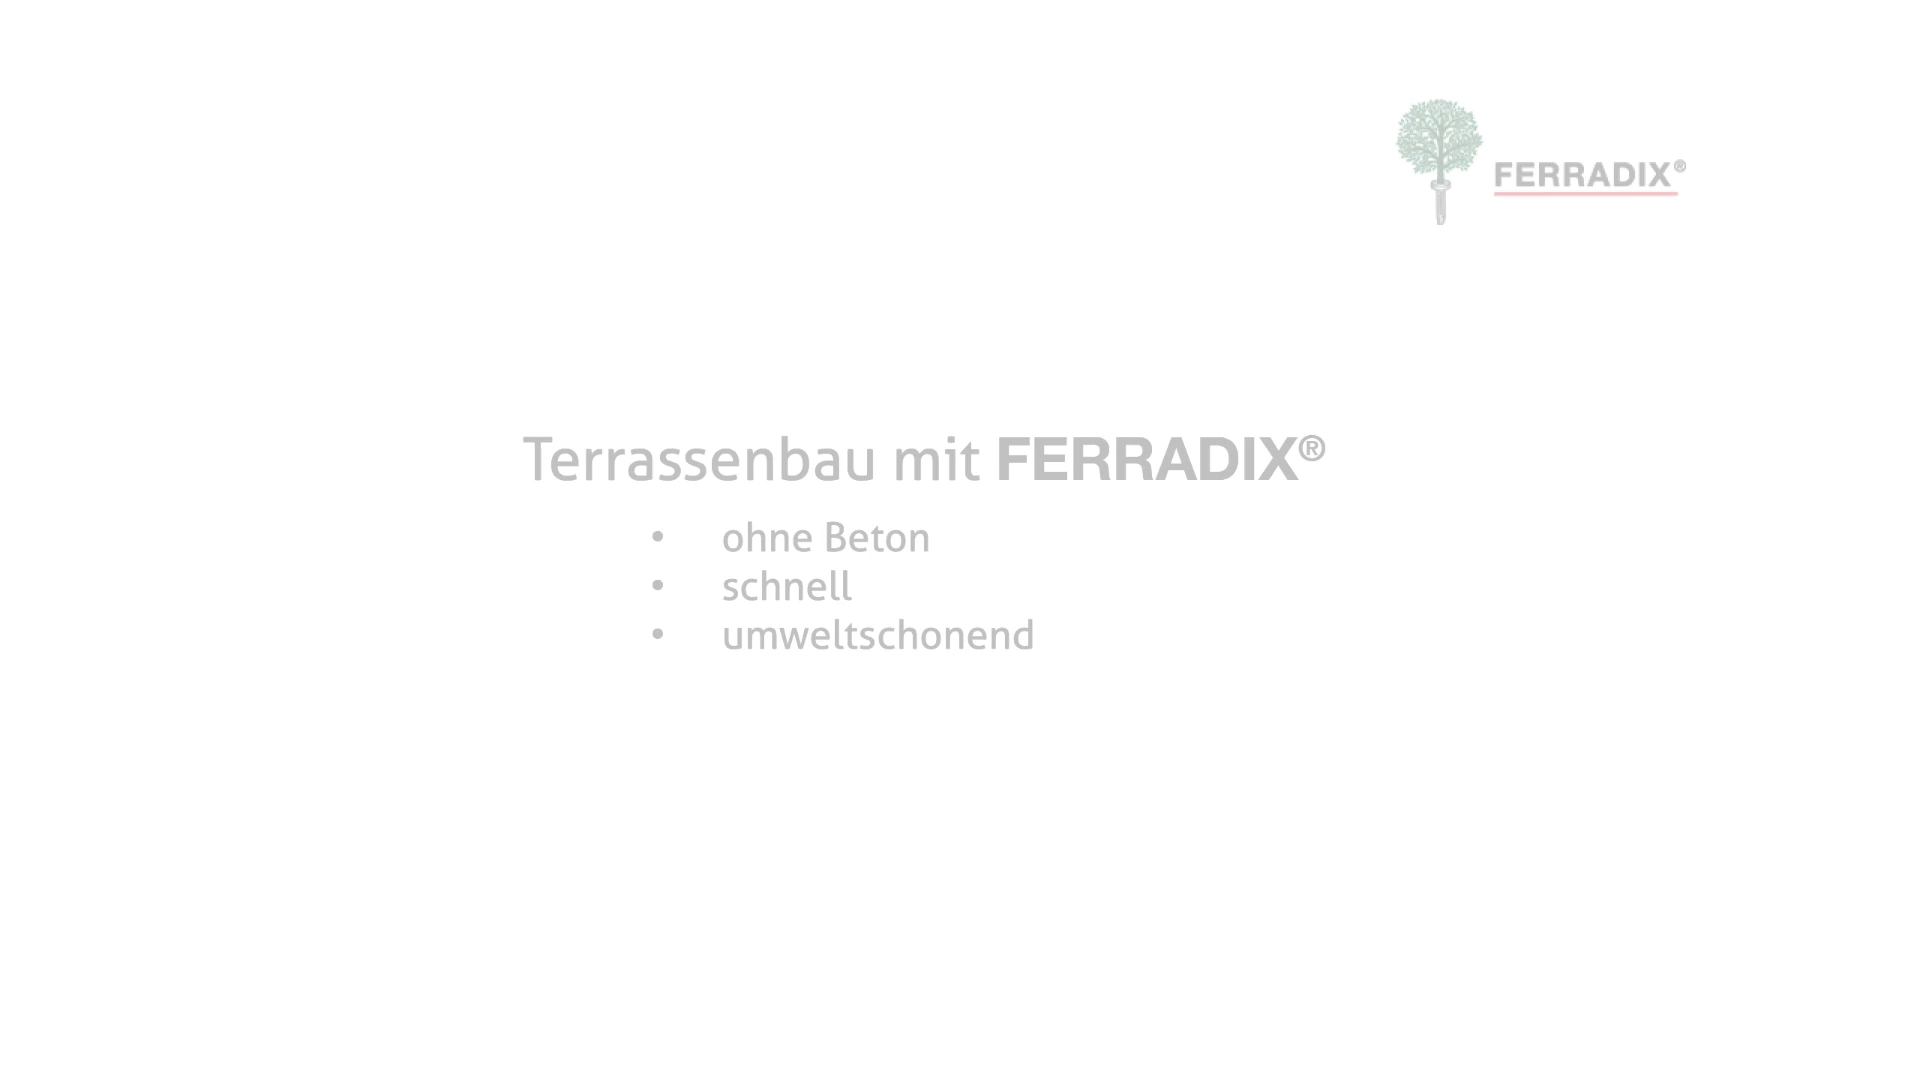 FERRADIX®
Terrassenbau mit FERRADIX®
• ohne Beton
• schnell
• umweltschonend